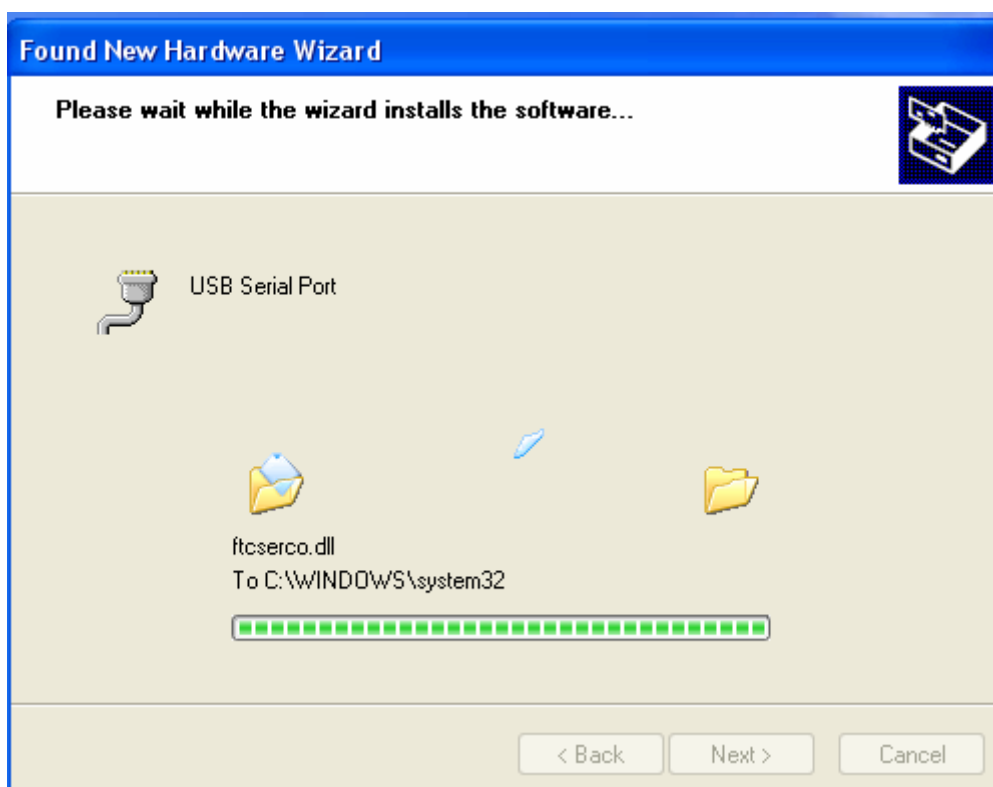 Found New Hardware Wizard
Please wait while the wizard installs the software...
USB Serial Port
ftcserco.dll
To C:\WINDOWS\system32
< Back
Next >
Cancel